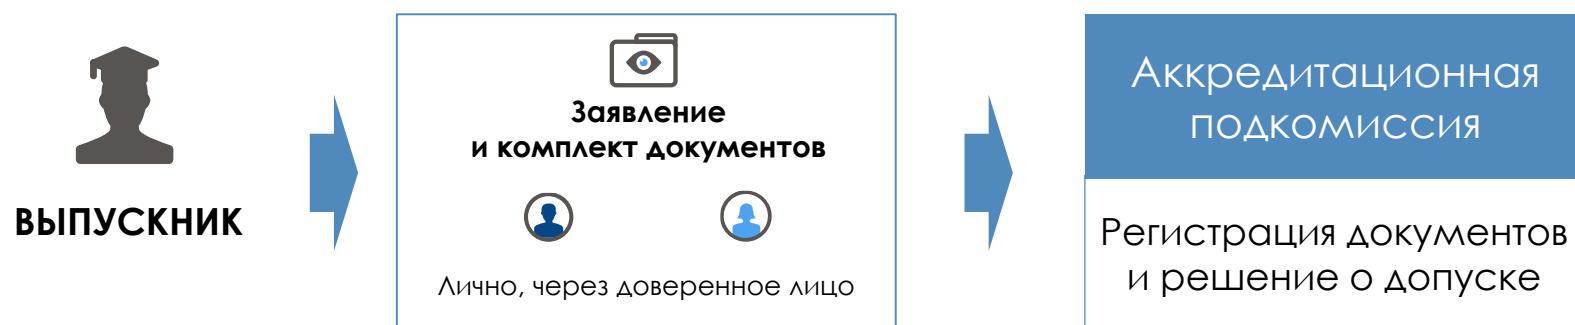 ВЫПУСКНИК
Заявление
и комплект документов
Лично, через доверенное лицо
Аккредитационная
подкомиссия
Регистрация документов
и решение о допуске